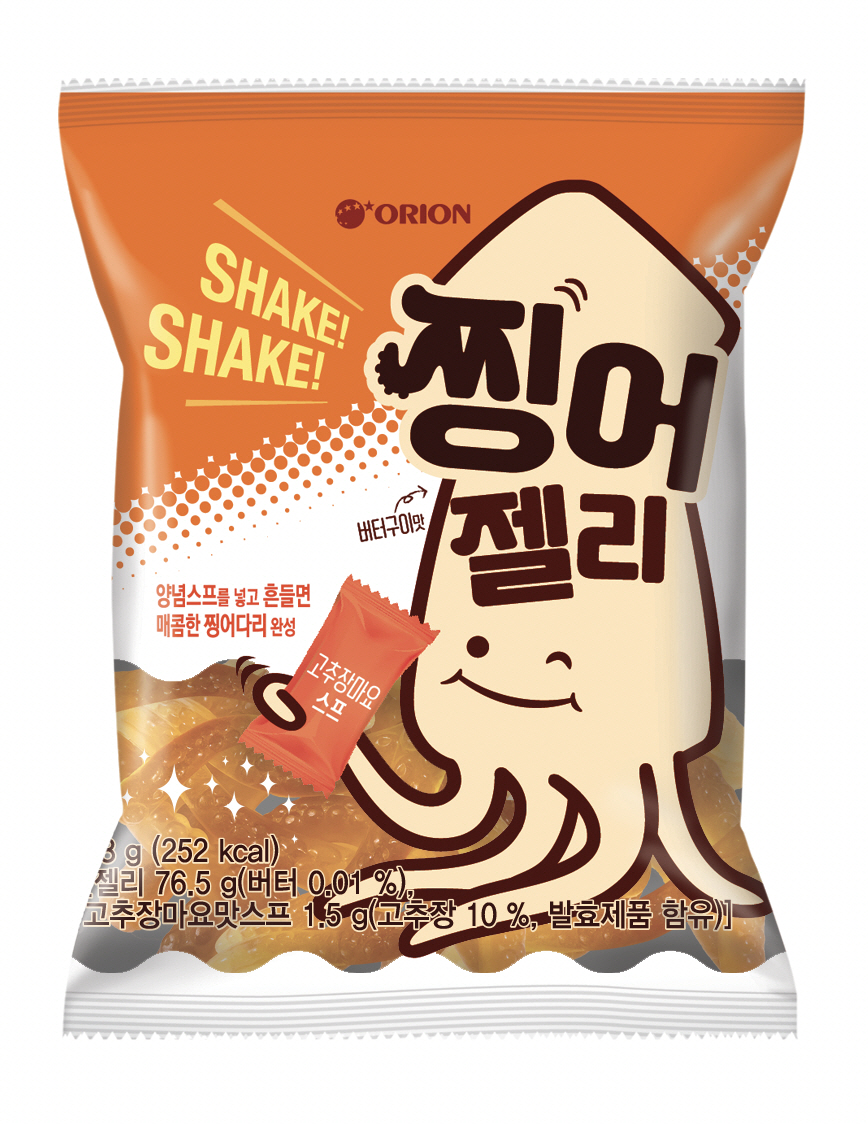 ORION
SHAKE!
SHAKE!
찡어
젤리
버터구이맛
양념스프를 넣고 흔들면
매콤한 찡어다리 완성
고추장마요
스프
g (252 kcal)
젤리 76.5 g(버터 0.01 %),
고추장마요맛스프 1.5 g(고추장 10 %, 발효제품 함유)]